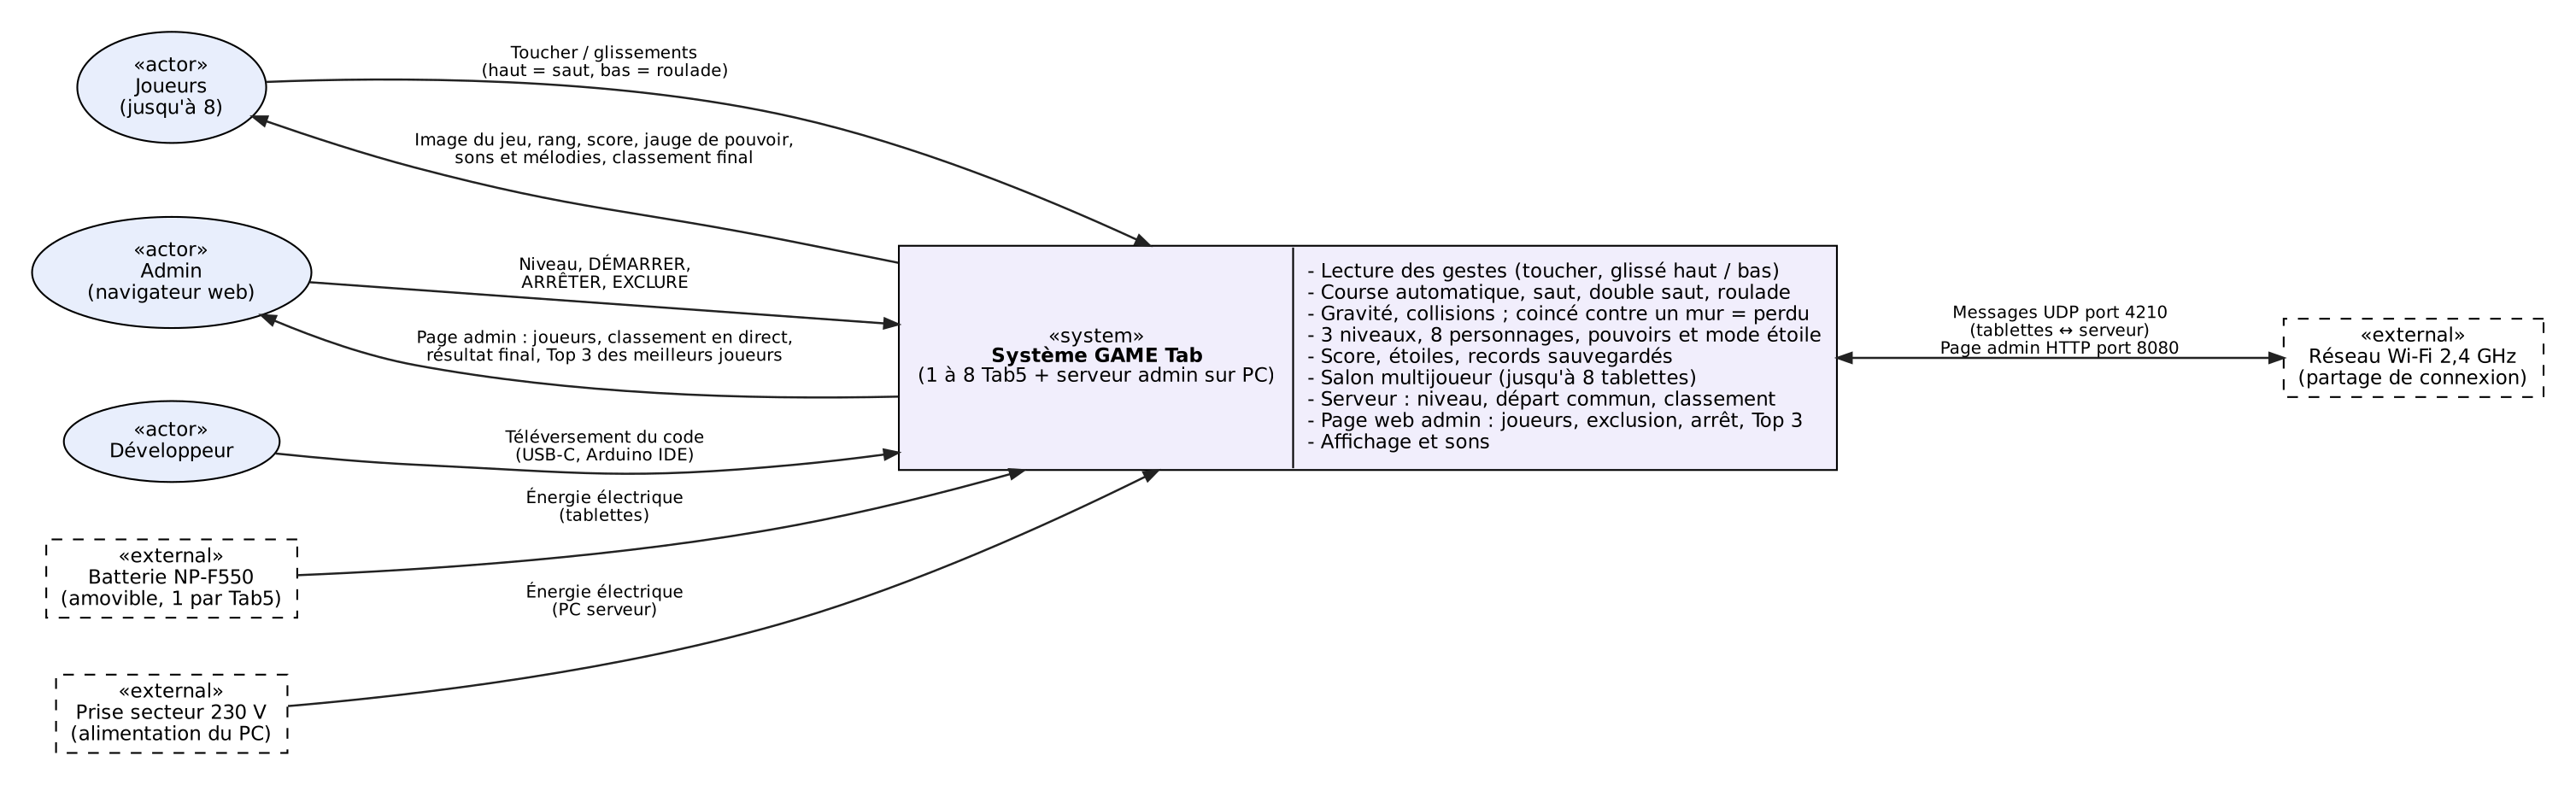 «actor»
Joueurs
(jusqu'à 8)
Toucher / glissements
(haut = saut, bas = roulade)
Image du jeu, rang, score, jauge de pouvoir,
sons et mélodies, classement final
«actor»
Admin
(navigateur web)
Niveau, DÉMARRER,
ARRÊTER, EXCLURE
Page admin : joueurs, classement en direct,
résultat final, Top 3 des meilleurs joueurs
«actor»
Développeur
Téléversement du code
(USB-C, Arduino IDE)
«external»
Batterie NP-F550
(amovible, 1 par Tab5)
Énergie électrique
(tablettes)
«external»
Prise secteur 230 V
(alimentation du PC)
Énergie électrique
(PC serveur)
«system»
Système GAME Tab
(1 à 8 Tab5 + serveur admin sur PC)
- Lecture des gestes (toucher, glissé haut / bas)
- Course automatique, saut, double saut, roulade
- Gravité, collisions ; coincé contre un mur = perdu
- 3 niveaux, 8 personnages, pouvoirs et mode étoile
- Score, étoiles, records sauvegardés
- Salon multijoueur (jusqu'à 8 tablettes)
- Serveur : niveau, départ commun, classement
- Page web admin : joueurs, exclusion, arrêt, Top 3
- Affichage et sons
Messages UDP port 4210
(tablettes ↔ serveur)
Page admin HTTP port 8080
«external»
Réseau Wi-Fi 2,4 GHz
(partage de connexion)